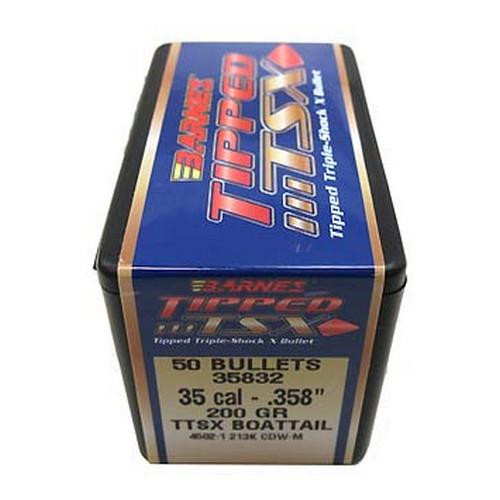 BARNES
TIPPED
TSX
Tipped Triple-Shock X Bullet
BARNES
TIPPED
TSX
Tipped Triple-Shock X Bullet
50 BULLETS
35832
35 cal - .358"
200 GR
TTSX BOATTAIL
4602-1 213K CDW-M